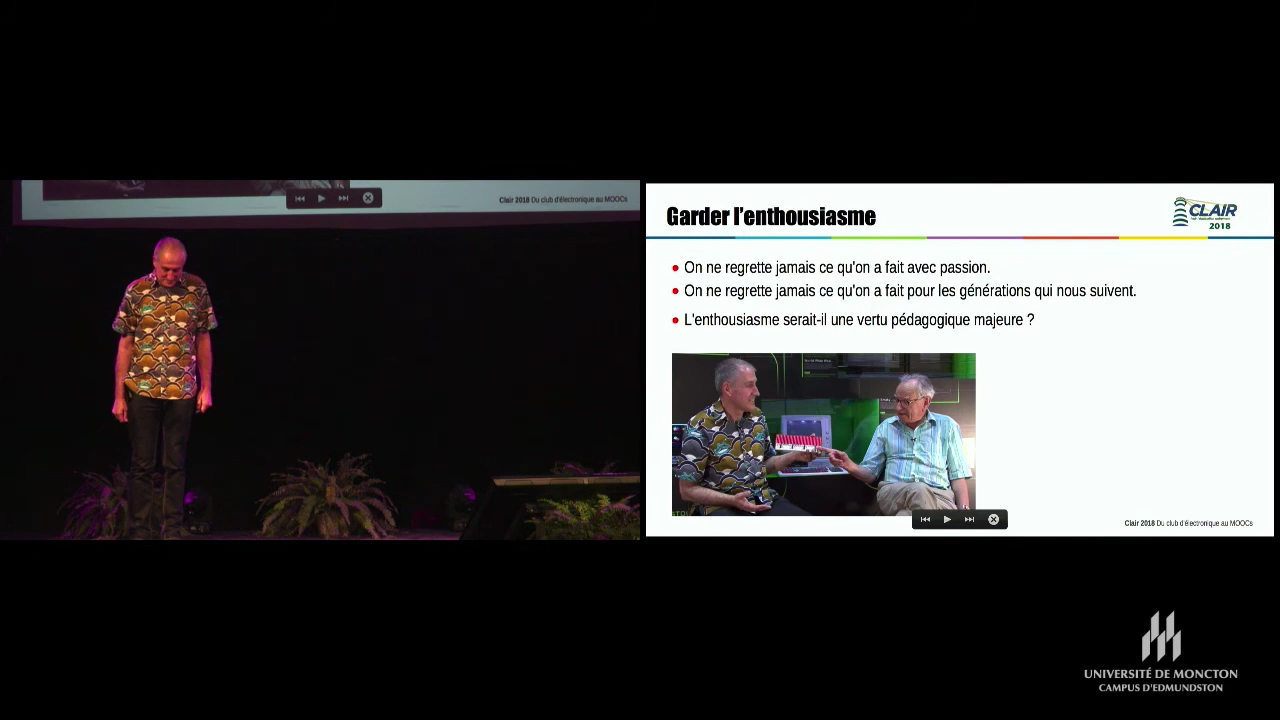 Clair 2018 Du club d'électronique au MOOCs
Garder l'enthousiasme
CLAIR
2018
● On ne regrette jamais ce qu'on a fait avec passion.
● On ne regrette jamais ce qu'on a fait pour les générations qui nous suivent.
● L'enthousiasme serait-il une vertu pédagogique majeure ?
Clair 2018 Du club d'électronique au MOOCs
UNIVERSITÉ DE MONCTON
CAMPUS D'EDMUNDSTON